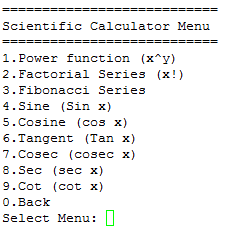 ===========================
Scientific Calculator Menu
===========================
1.Power function (x^y)
2.Factorial Series (x!)
3.Fibonacci Series
4.Sine (Sin x)
5.Cosine (cos x)
6.Tangent (Tan x)
7.Cosec (cosec x)
8.Sec (sec x)
9.Cot (cot x)
0.Back
Select Menu: